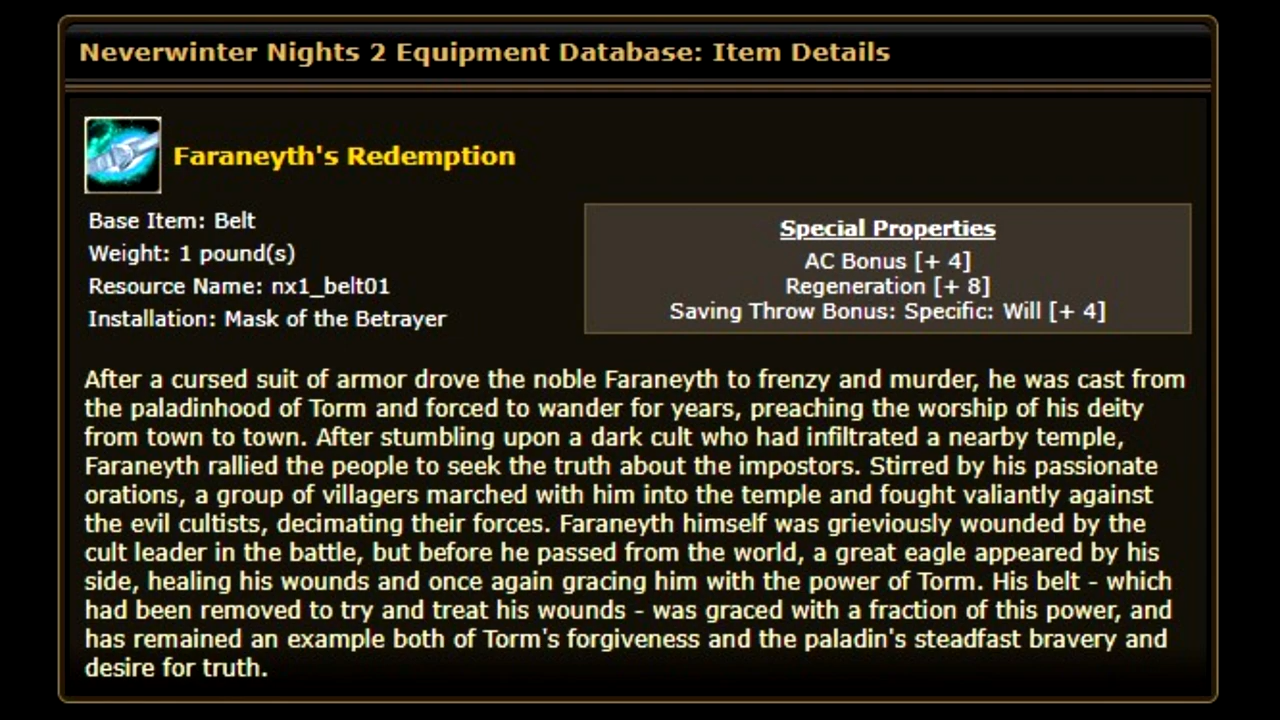 Neverwinter Nights 2 Equipment Database: Item Details
Faraneyth's Redemption
Base Item: Belt
Weight: 1 pound(s)
Resource Name: nx1_belt01
Installation: Mask of the Betrayer
Special Properties
AC Bonus [+ 4]
Regeneration [+ 8]
Saving Throw Bonus: Specific: Will [+ 4]
After a cursed suit of armor drove the noble Faraneyth to frenzy and murder, he was cast from
the paladinhood of Torm and forced to wander for years, preaching the worship of his deity
from town to town. After stumbling upon a dark cult who had infiltrated a nearby temple,
Faraneyth rallied the people to seek the truth about the impostors. Stirred by his passionate
orations, a group of villagers marched with him into the temple and fought valiantly against
the evil cultists, decimating their forces. Faraneyth himself was grieviously wounded by the
cult leader in the battle, but before he passed from the world, a great eagle appeared by his
side, healing his wounds and once again gracing him with the power of Torm. His belt - which
had been removed to try and treat his wounds - was graced with a fraction of this power, and
has remained an example both of Torm's forgiveness and the paladin's steadfast bravery and
desire for truth.